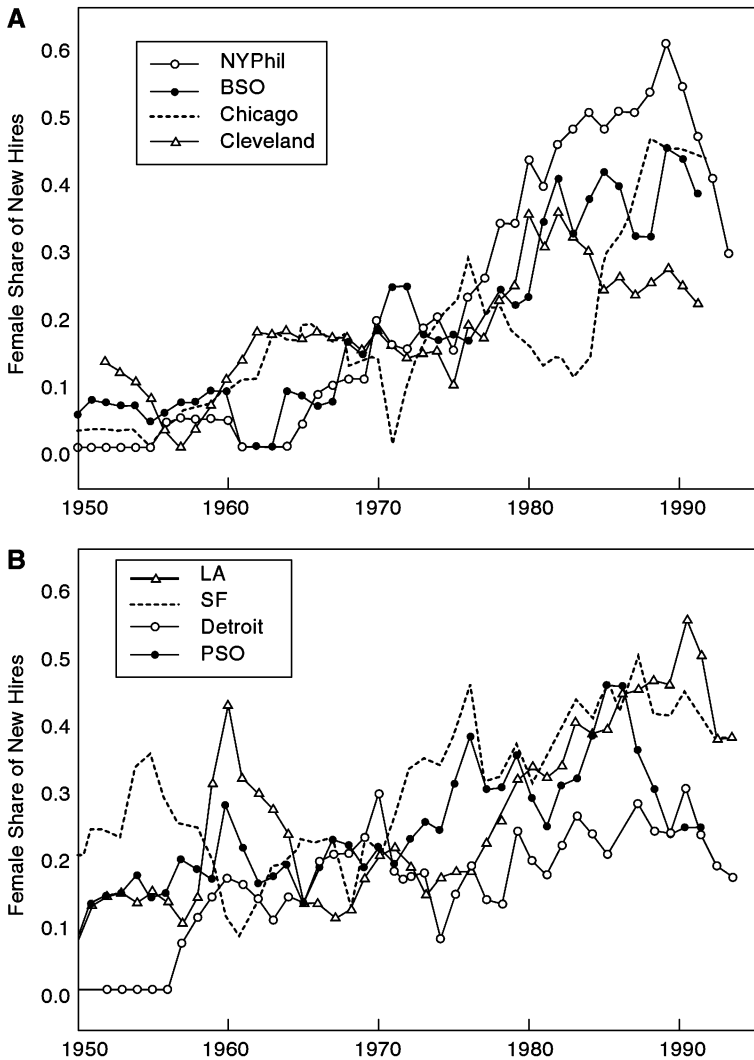 A
Female Share of New Hires
0.6
0.5
0.4
0.3
0.2
0.1
0.0
NYPhil
BSO
Chicago
Cleveland
1950 1960 1970 1980 1990
B
Female Share of New Hires
0.6
0.5
0.4
0.3
0.2
0.1
0.0
LA
SF
Detroit
PSO
1950 1960 1970 1980 1990